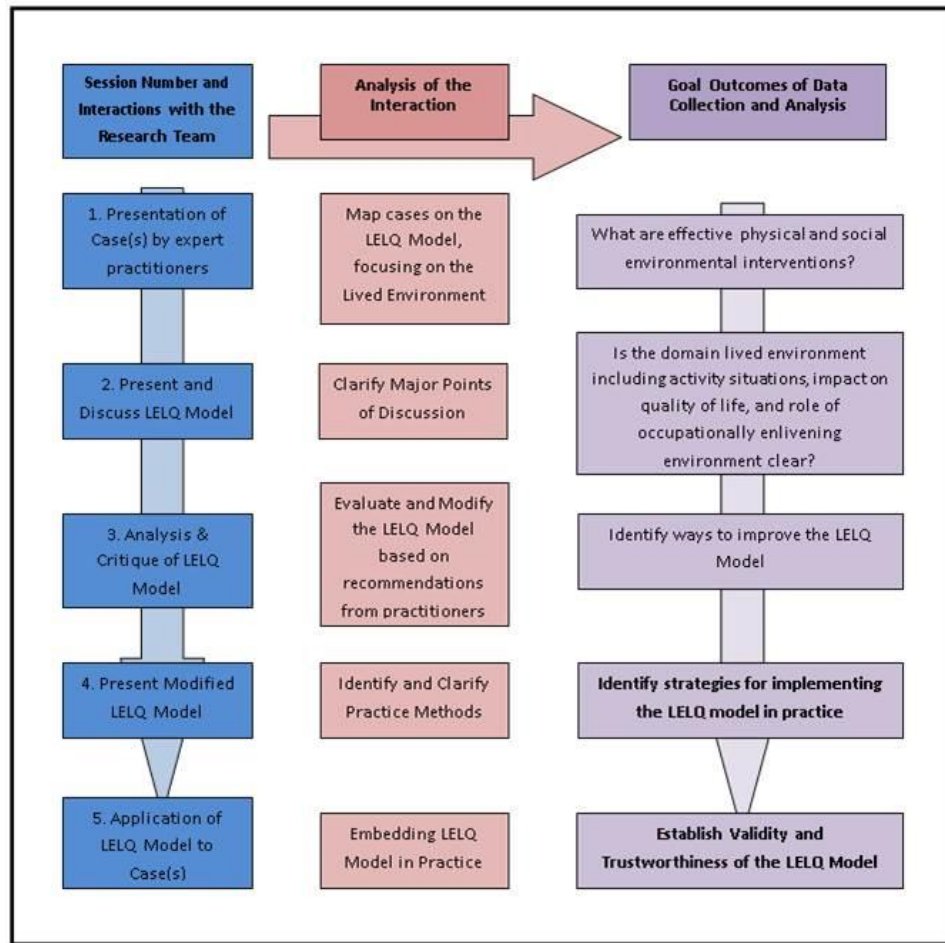 Session Number and
Interactions with the
Research Team
Analysis of the
Interaction
Goal Outcomes of Data
Collection and Analysis
1. Presentation of
Case(s) by expert
practitioners
Map cases on the
LELQ Model,
focusing on the
Lived Environment
What are effective physical and social
environmental interventions?
2. Present and
Discuss LELQ Model
Clarify Major Points
of Discussion
Is the domain lived environment
including activity situations, impact on
quality of life, and role of
occupationally enlivening
environment clear?
3. Analysis &
Critique of LELQ
Model
Evaluate and Modify
the LELQ Model
based on
recommendations
from practitioners
Identify ways to improve the LELQ
Model
4. Present Modified
LELQ Model
Identify and Clarify
Practice Methods
Identify strategies for implementing
the LELQ model in practice
5. Application of
LELQ Model to
Case(s)
Embedding LELQ
Model in Practice
Establish Validity and
Trustworthiness of the LELQ Model